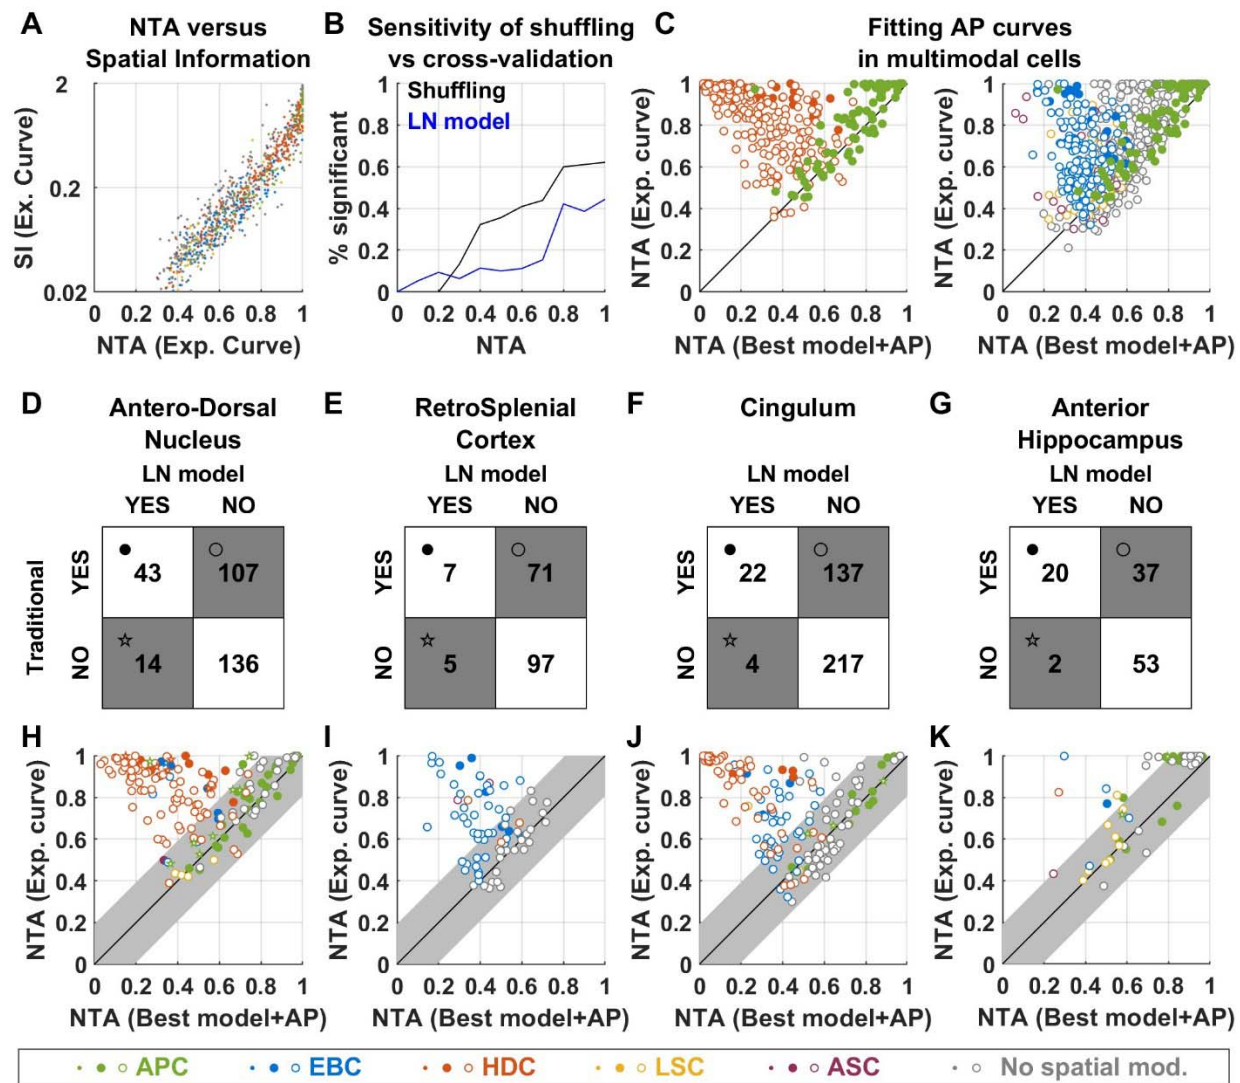 A
NTA versus
Spatial Information
2
0.2
0.02
SI (Ex. Curve)
0 0.2 0.4 0.6 0.8 1
NTA (Exp. Curve)
B
Sensitivity of shuffling
vs cross-validation
Shuffling
LN model
1
0.8
0.6
0.4
0.2
0
% significant
0 0.2 0.4 0.6 0.8 1
NTA
C
Fitting AP curves
in multimodal cells
1
0.8
0.6
0.4
0.2
0
NTA (Exp. curve)
0 0.2 0.4 0.6 0.8 1
NTA (Best model+AP)
1
0.8
0.6
0.4
0.2
0
NTA (Exp. curve)
0 0.2 0.4 0.6 0.8 1
NTA (Best model+AP)
D
Antero-Dorsal
Nucleus
LN model
YES NO
Traditional
YES
43 107
NO
14 136
E
RetroSplenial
Cortex
LN model
YES NO
YES
7 71
NO
5 97
F
Cingulum
LN model
YES NO
YES
22 137
NO
4 217
G
Anterior
Hippocampus
LN model
YES NO
YES
20 37
NO
2 53
H
1
0.8
0.6
0.4
0.2
0
NTA (Exp. curve)
0 0.2 0.4 0.6 0.8 1
NTA (Best model+AP)
I
1
0.8
0.6
0.4
0.2
0
NTA (Exp. curve)
0 0.2 0.4 0.6 0.8 1
NTA (Best model+AP)
J
1
0.8
0.6
0.4
0.2
0
NTA (Exp. curve)
0 0.2 0.4 0.6 0.8 1
NTA (Best model+AP)
K
1
0.8
0.6
0.4
0.2
0
NTA (Exp. curve)
0 0.2 0.4 0.6 0.8 1
NTA (Best model+AP)
APC EBC HDC LSC ASC No spatial mod.